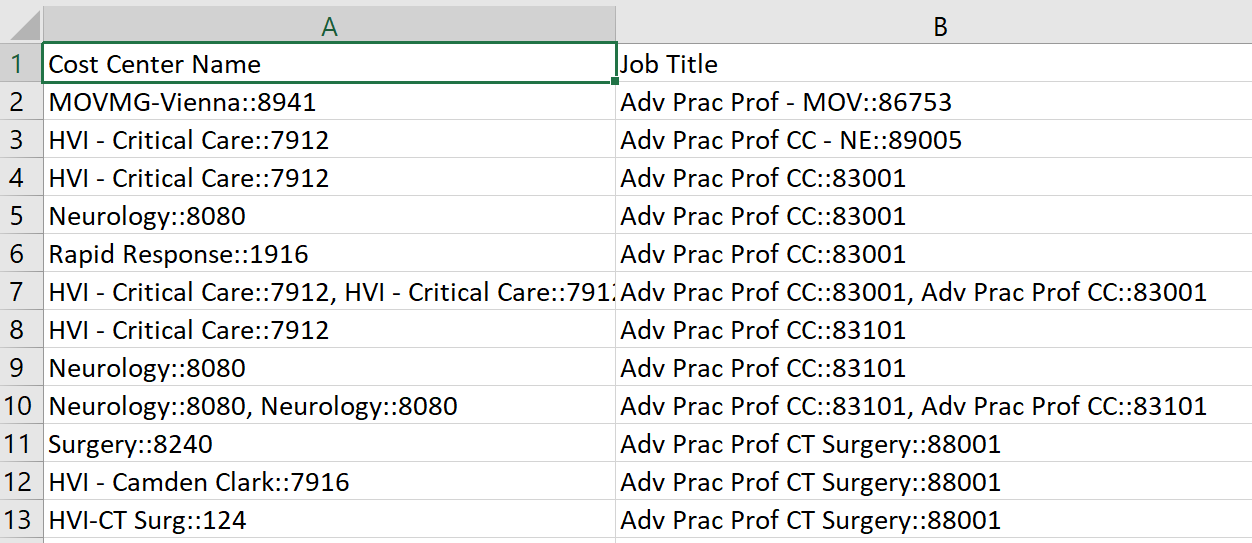 A B
1 Cost Center Name Job Title
2 MOVMG-Vienna::8941 Adv Prac Prof - MOV::86753
3 HVI - Critical Care::7912 Adv Prac Prof CC - NE::89005
4 HVI - Critical Care::7912 Adv Prac Prof CC::83001
5 Neurology::8080 Adv Prac Prof CC::83001
6 Rapid Response::1916 Adv Prac Prof CC::83001
7 HVI - Critical Care::7912, HVI - Critical Care::791 Adv Prac Prof CC::83001, Adv Prac Prof CC::83001
8 HVI - Critical Care::7912 Adv Prac Prof CC::83101
9 Neurology::8080 Adv Prac Prof CC::83101
10 Neurology::8080, Neurology::8080 Adv Prac Prof CC::83101, Adv Prac Prof CC::83101
11 Surgery::8240 Adv Prac Prof CT Surgery::88001
12 HVI - Camden Clark::7916 Adv Prac Prof CT Surgery::88001
13 HVI-CT Surg::124 Adv Prac Prof CT Surgery::88001